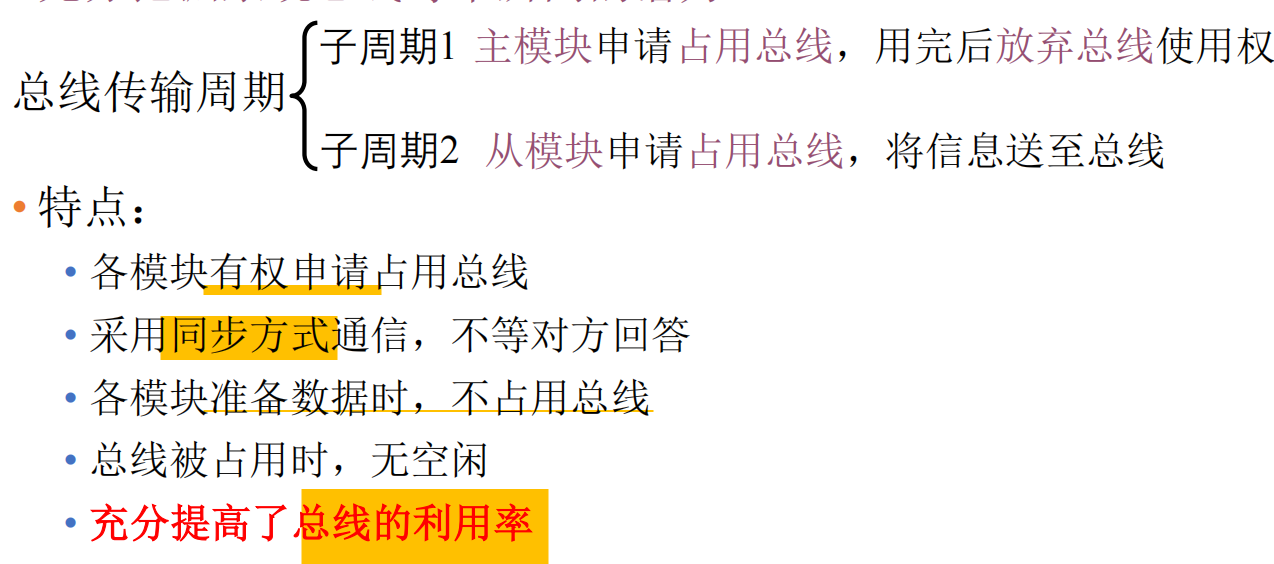 子周期1 主模块申请占用总线，用完后放弃总线使用权
总线传输周期
子周期2 从模块申请占用总线，将信息送至总线
• 特点：
• 各模块有权申请占用总线
• 采用同步方式通信，不等对方回答
• 各模块准备数据时，不占用总线
• 总线被占用时，无空闲
• 充分提高了总线的利用率